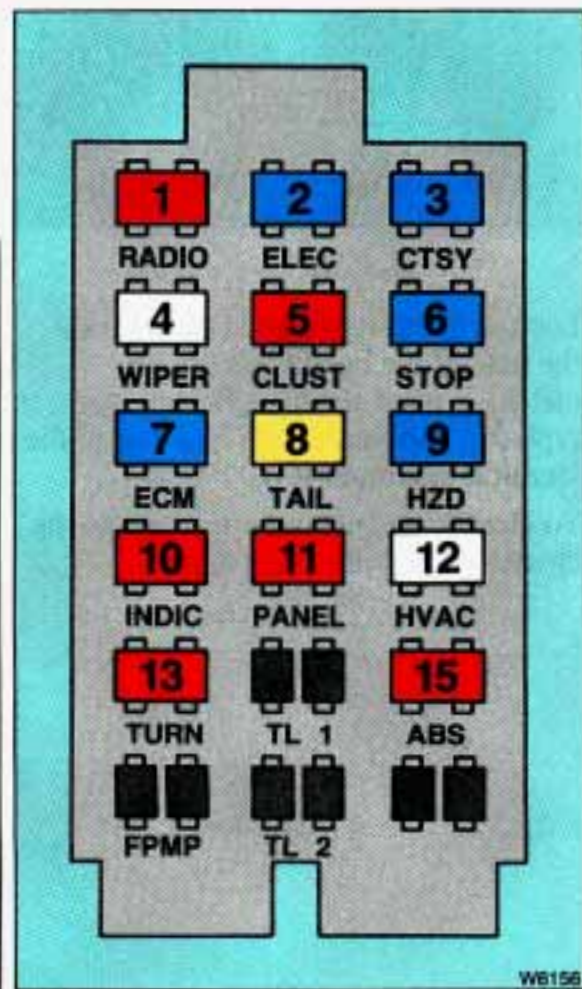 1 2 3
RADIO ELEC CTSY
4 5 6
WIPER CLUST STOP
7 8 9
ECM TAIL HZD
10 11 12
INDIC PANEL HVAC
13 15
TURN TL 1 ABS
FPMP TL 2
W6156